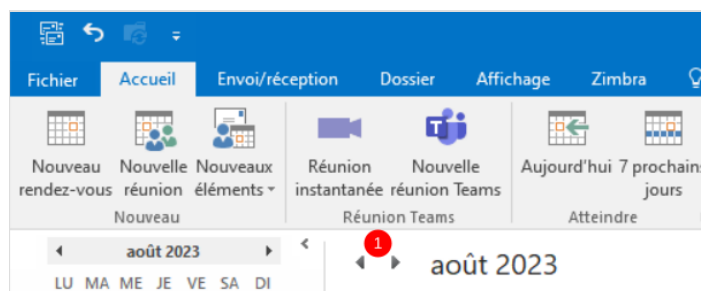 Fichier Accueil Envoi/réception Dossier Affichage Zimbra
Nouveau rendez-vous
Nouvelle réunion
Nouveaux éléments
Réunion instantanée
Nouvelle réunion Teams
Aujourd'hui
7 prochains jours
Nouveau
Réunion Teams
Atteindre
août 2023
LU MA ME JE VE SA DI
1
août 2023